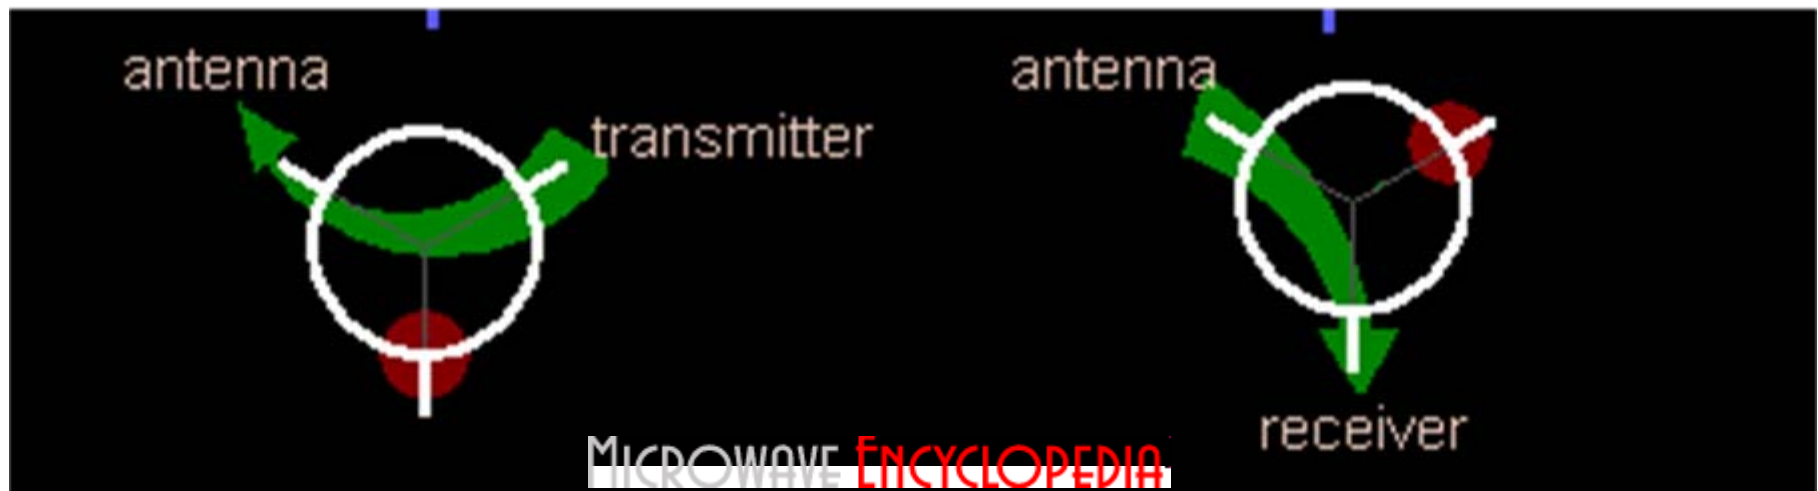 antenna
transmitter
antenna
receiver
MICROWAVE ENCYCLOPEDIA